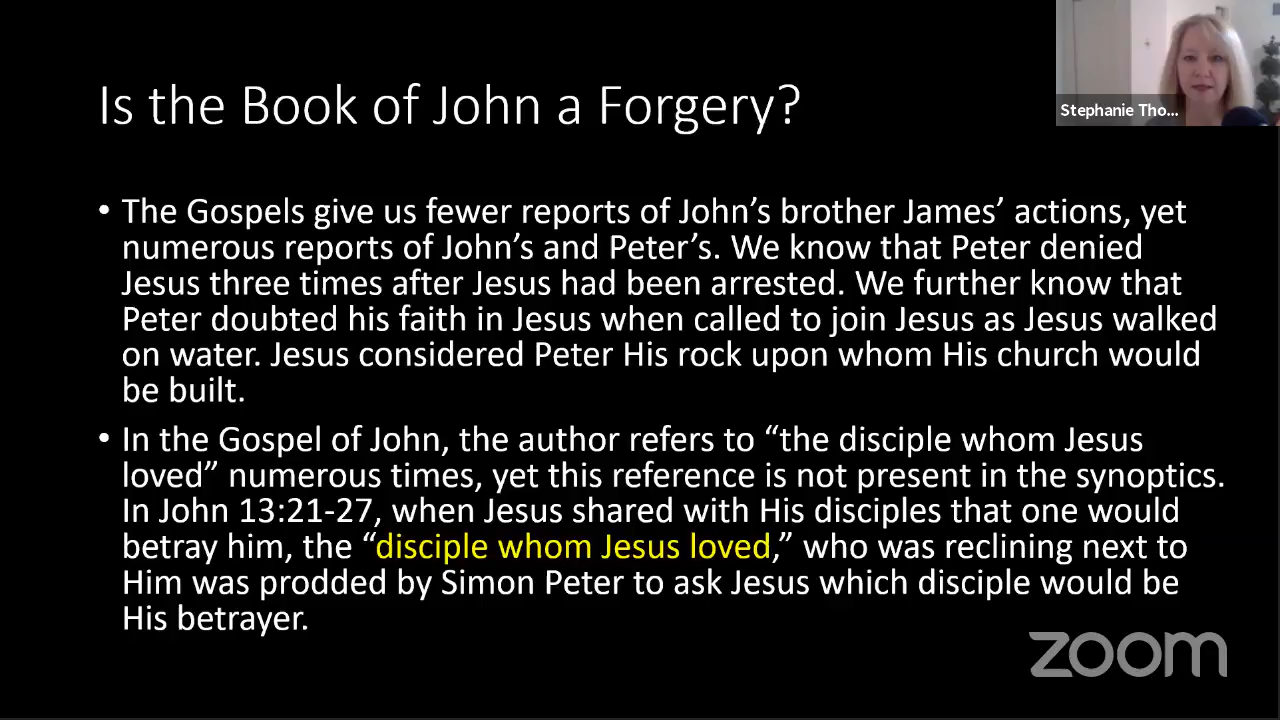 Is the Book of John a Forgery?
Stephanie Tho...
• The Gospels give us fewer reports of John’s brother James’ actions, yet
numerous reports of John’s and Peter’s. We know that Peter denied
Jesus three times after Jesus had been arrested. We further know that
Peter doubted his faith in Jesus when called to join Jesus as Jesus walked
on water. Jesus considered Peter His rock upon whom His church would
be built.
• In the Gospel of John, the author refers to “the disciple whom Jesus
loved” numerous times, yet this reference is not present in the synoptics.
In John 13:21-27, when Jesus shared with His disciples that one would
betray him, the “disciple whom Jesus loved,” who was reclining next to
Him was prodded by Simon Peter to ask Jesus which disciple would be
His betrayer.
zoom